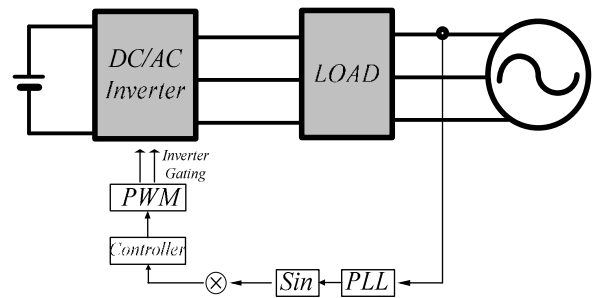 DC/AC
Inverter
LOAD
Inverter
Gating
PWM
Controller
Sin
PLL